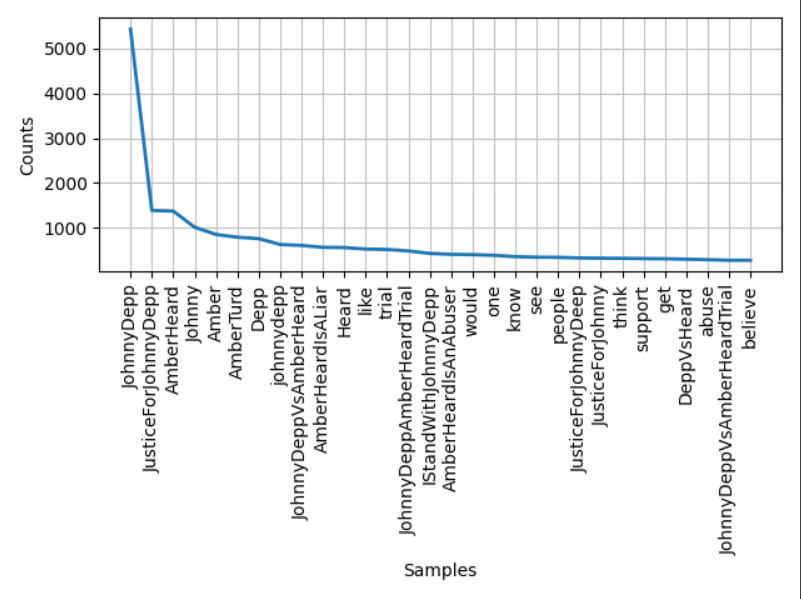 5000
4000
3000
2000
1000
Counts
JohnnyDepp
JusticeForJohnnyDepp
AmberHeard
Johnny
Amber
AmberTurd
Depp
johnnydepp
JohnnyDeppVsAmberHeard
AmberHeardIsALiar
Heard
like
trial
JohnnyDeppAmberHeardTrial
IStandWithJohnnyDepp
AmberHeardIsAnAbuser
would
one
know
see
people
JusticeForJohnnyDeep
JusticeForJohnny
think
support
get
DeppVsHeard
abuse
JohnnyDeppVsAmberHeardTrial
believe
Samples